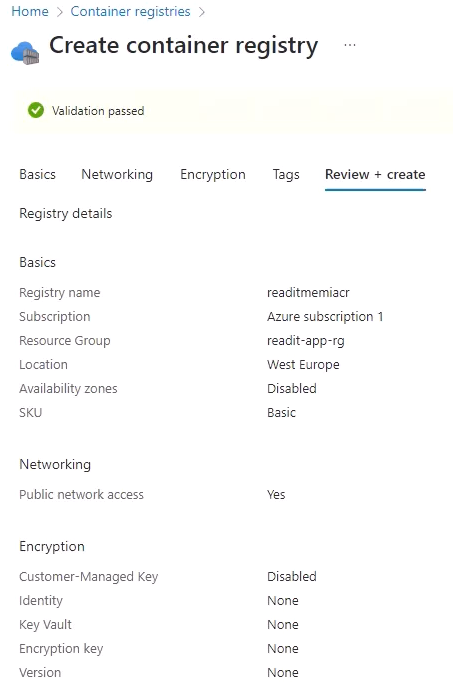 Home > Container registries >
Create container registry ...
Validation passed
Basics Networking Encryption Tags Review + create
Registry details
Basics
Registry name readitmemiacr
Subscription Azure subscription 1
Resource Group readit-app-rg
Location West Europe
Availability zones Disabled
SKU Basic
Networking
Public network access Yes
Encryption
Customer-Managed Key Disabled
Identity None
Key Vault None
Encryption key None
Version None